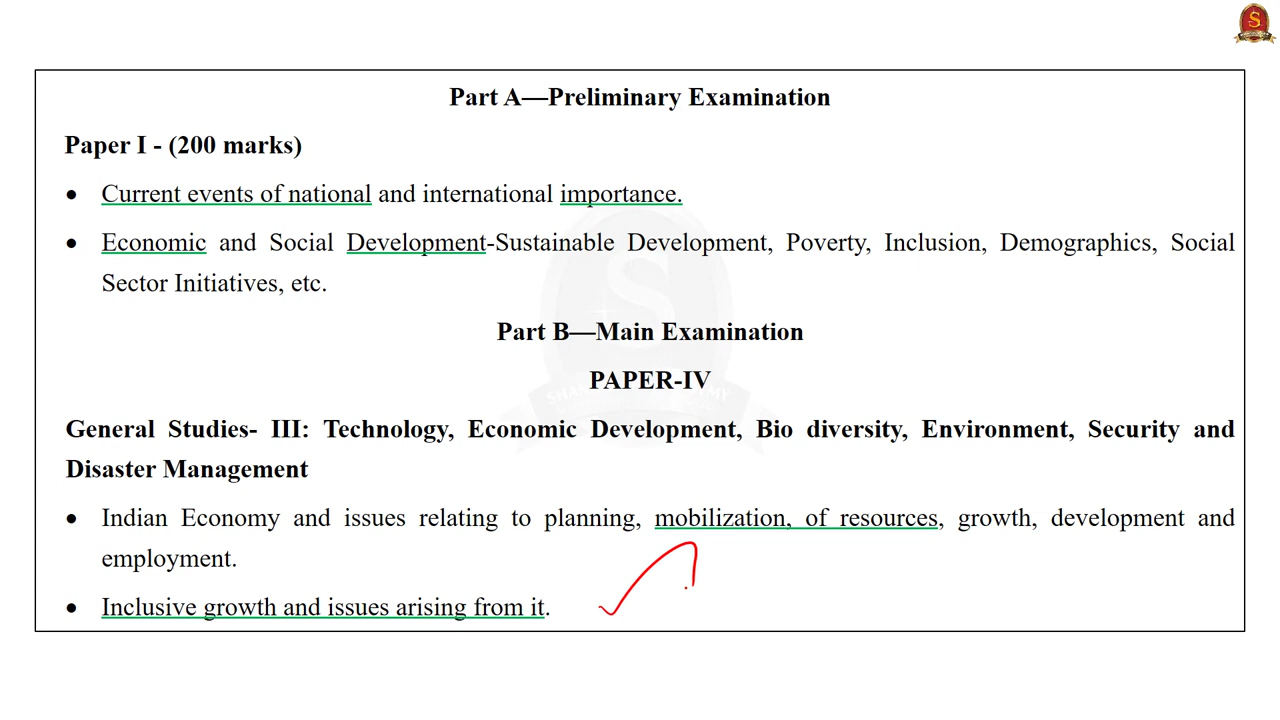 Part A—Preliminary Examination
Paper I - (200 marks)
● Current events of national and international importance.
● Economic and Social Development-Sustainable Development, Poverty, Inclusion, Demographics, Social
Sector Initiatives, etc.
Part B—Main Examination
PAPER-IV
General Studies- III: Technology, Economic Development, Bio diversity, Environment, Security and
Disaster Management
● Indian Economy and issues relating to planning, mobilization, of resources, growth, development and
employment.
● Inclusive growth and issues arising from it.